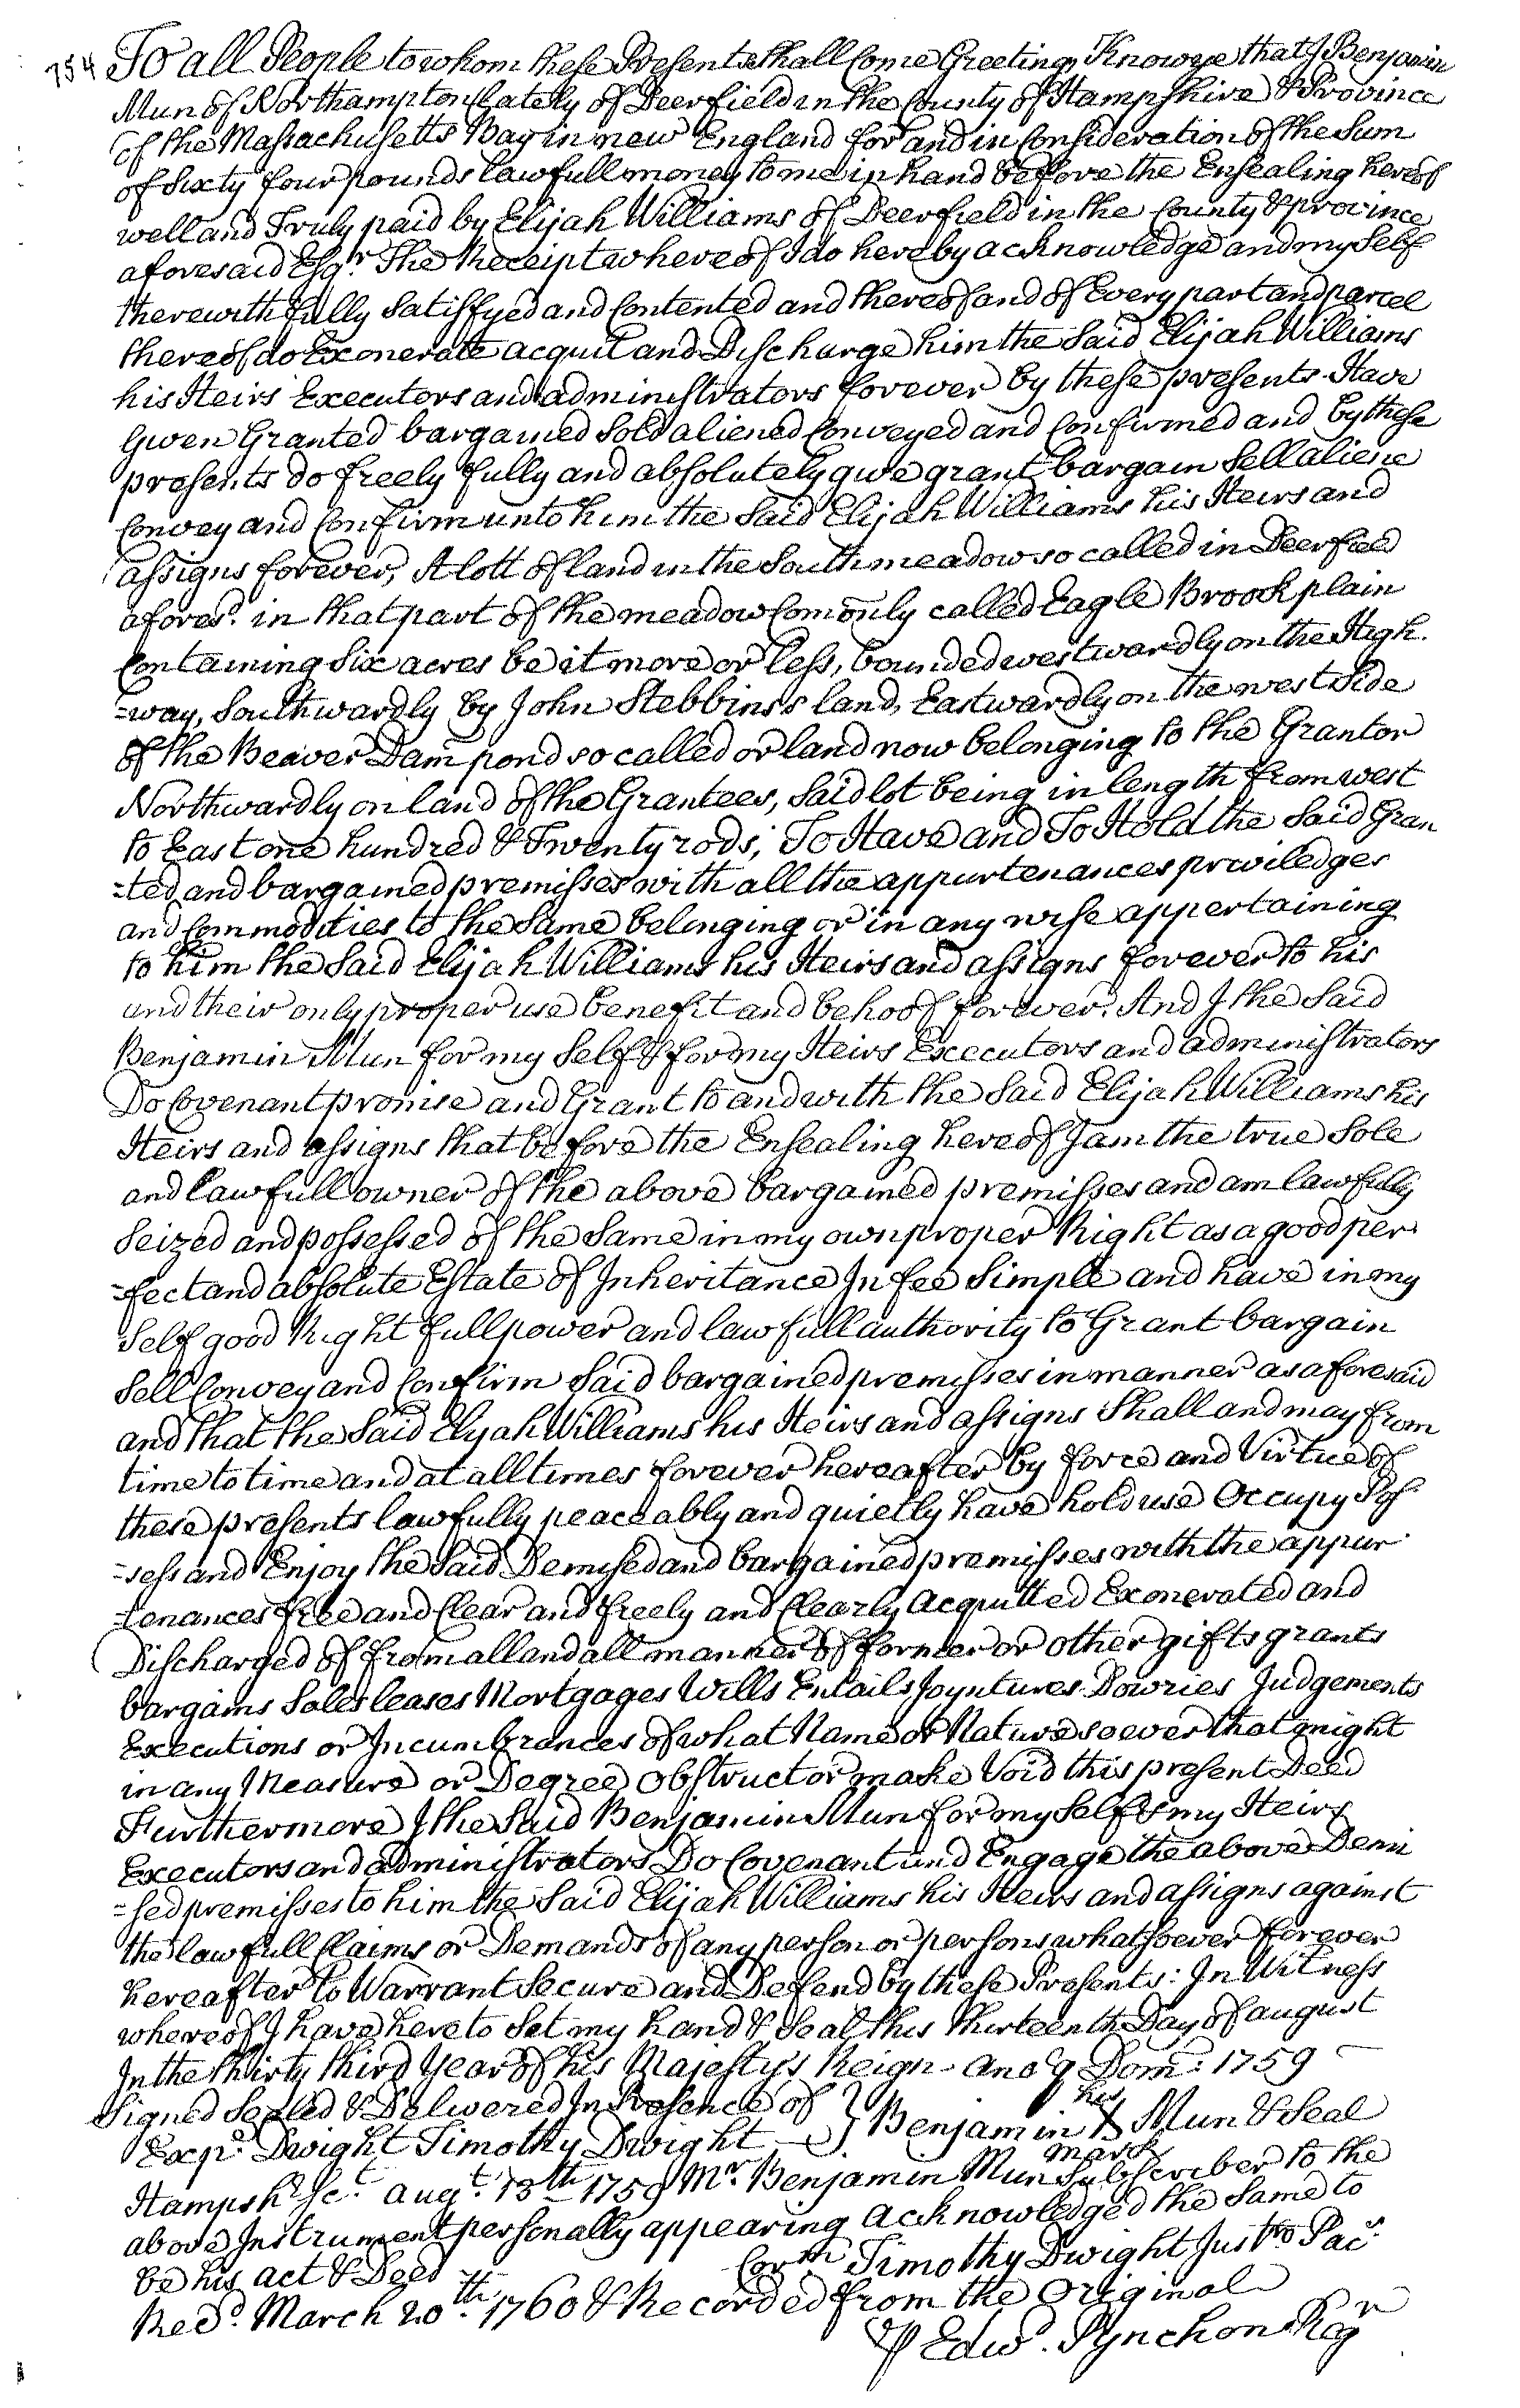 754 To all People to whom these Presents shall Come Greeting, Know ye that I Benjamin
Mun of Northampton lately of Deerfield in the County of Hampshire & Province
of the Massachusetts Bay in new England for and in Consideration of the Sum
of Sixty four pounds lawfull money to me in hand before the Ensealing hereof
well and Truly paid by Elijah Williams of Deerfield in the County & province
aforesaid Esqr. The Receipt whereof I do hereby acknowledge and my Self
therewith fully Satisfyed and Contented and thereof and of Every part and parcel
thereof do Exonerate acquit and Discharge him the Said Elijah Williams
his Heirs Executors and administrators forever by these presents. Have
Given Granted bargained Sold aliened Conveyed and Confirmed and by these
presents do freely fully and absolutely give grant bargain Sell aliene
Convey and Confirm unto him the Said Elijah Williams his Heirs and
assigns forever, A lott of land in the South meadow so called in Deerfield
aforesd. in that part of the meadow Comonly called Eagle Brook plain
Containing Six acres be it more or less, bounded westwardly on the High-
=way, Southwardly by John Stebbins's land, Eastwardly on the west Side
of the Beaver Dam pond so called or land now belonging to the Grantor
Northwardly on land of the Grantees, Said lot being in length from west
to East one hundred & Twenty rods; To Have and To Hold the Said Gran
=ted and bargained premisses with all the appurtenances priviledges
and Commodities to the Same belonging or in any wise appertaining
to him the Said Elijah Williams his Heirs and assigns forever to his
and their only proper use benefit and behoof forever. And I the Said
Benjamin Mun for my Self & for my Heirs Executors and administrators
Do Covenant promise and Grant to and with the Said Elijah Williams his
Heirs and assigns that before the Ensealing hereof I am the true Sole
and lawfull owner of the above bargained premisses and am lawfully
Seized and possessed of the Same in my own proper Right as a good per
=fect and absolute Estate of Inheritance In fee Simple and have in my
Self good Right full power and lawfull authority to Grant bargain
Sell Convey and Confirm Said bargained premisses in manner as aforesaid
and that the Said Elijah Williams his Heirs and assigns Shall and may from
time to time and at all times forever hereafter by force and Virtue of
these presents lawfully peaceably and quietly have hold use Occupy Pos
=sess and Enjoy the Said Demised and bargained premisses with the appur
=tenances free and Clear and freely and Clearly Acquitted Exonerated and
Discharged of from all and all manner of former or other gifts grants
bargains Sales leases Mortgages Wills Entails Joyntures Dowries Judgements
Executions or Incumbrances of what Name or Nature soever that might
in any Measure or Degree Obstruct or make Void this present Deed
Furthermore I the Said Benjamin Mun for my Self & my Heirs
Executors and administrators Do Covenant and Engage the above Demi
=sed premisses to him the Said Elijah Williams his Heirs and assigns against
the lawfull Claims or Demands of any person or persons whatsoever forever
hereafter to Warrant Secure and Defend by these Presents: In Witness
whereof I have hereto Set my hand & Seal this thirteenth Day of august
In the thirty third Year of his Majesty's Reign - Anoq Dom: 1759
Signed Sealed & Delivered In Presence of } his
Expr. Dwight Timothy Dwight } Benjamin X Mun & Seal
mark
Hampshr. Sct. augt. 13th 1759 Mr. Benjamin Mun Subscriber to the
above Instrument personally appearing Acknowledged the Same to
be his act & Deed Corm Timothy Dwight Justo Pac.
Recd. March 20th. 1760 & Recorded from the Original
P Edwd. Pynchon Regr